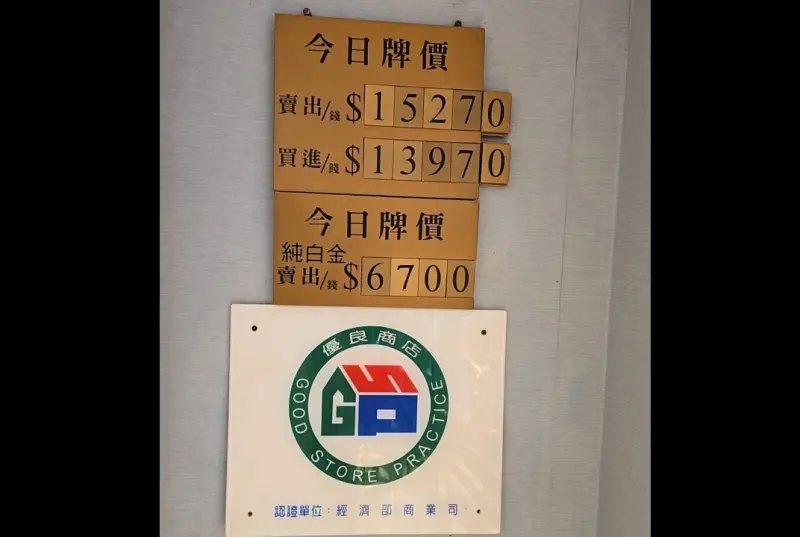 今日牌價
賣出/錢 $15270
買進/錢 $13970
今日牌價
純白金
賣出/錢 $6700
優良商店
GSP
GOOD STORE PRACTICE
認證單位：經濟部商業司